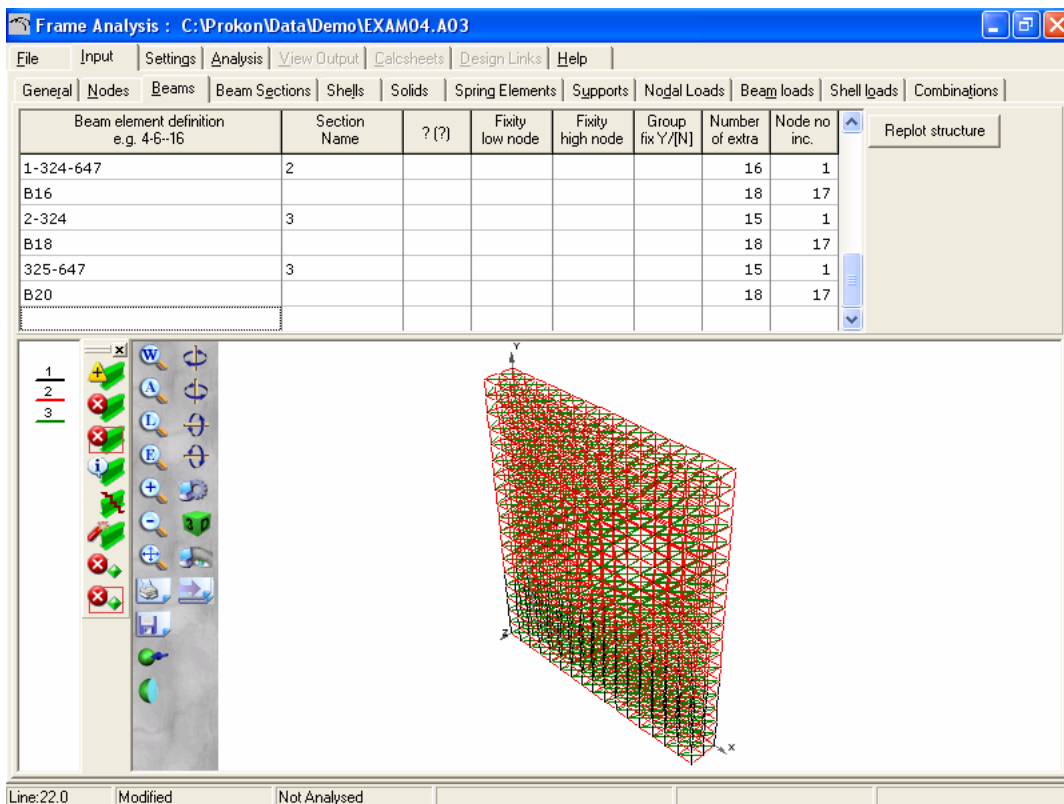 Frame Analysis : C:\Prokon\Data\Demo\EXAM04.A03
File Input Settings Analysis View Output Calcsheets Design Links Help
General Nodes Beams Beam Sections Shells Solids Spring Elements Supports Nodal Loads Beam loads Shell loads Combinations
Beam element definition Section ? (?) Fixity Fixity Group Number Node no
e.g. 4-6--16 Name low node high node fix Y/[N] of extra inc.
Replot structure
1-324-647 2 16 1
B16 18 17
2-324 3 15 1
B18 18 17
325-647 3 15 1
B20 18 17
1
2
3
W
A
L
E
3 D
Y
Z
X
Line:22.0 Modified Not Analysed